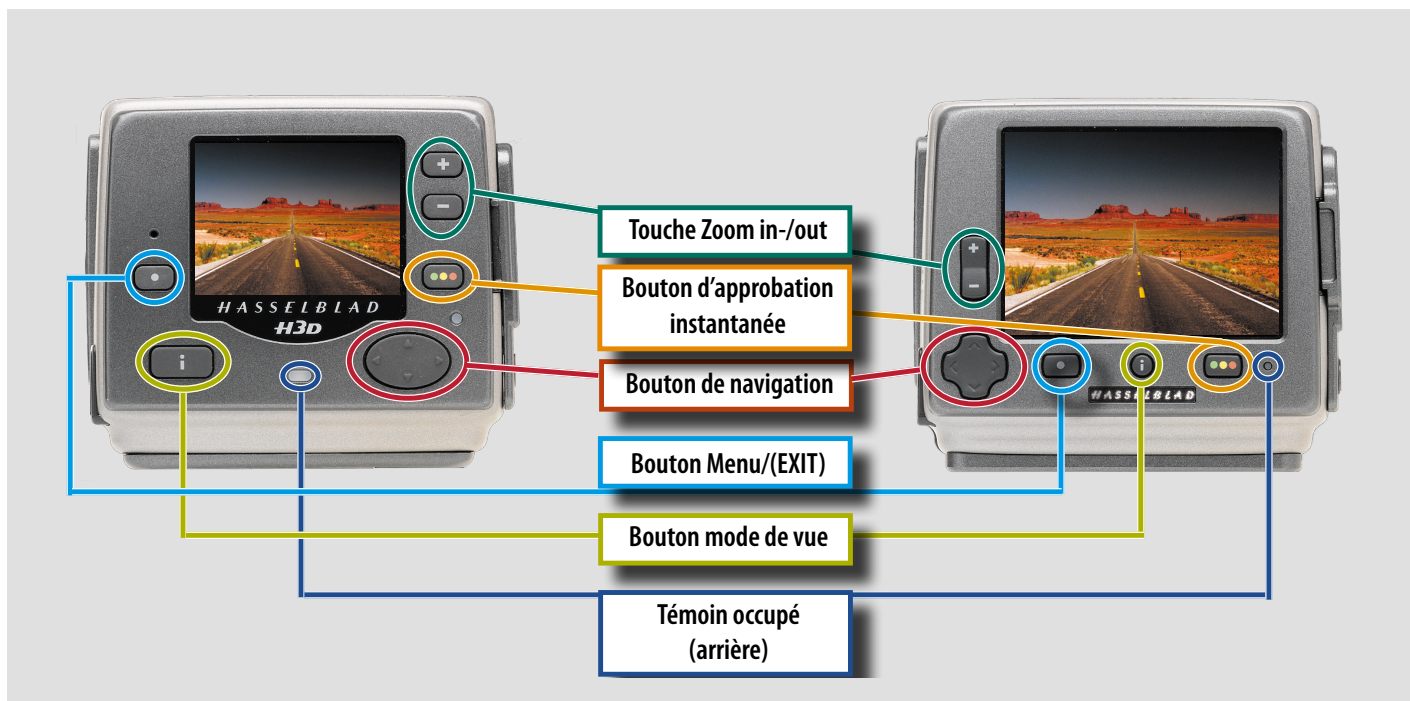 +
−
HASSELBLAD
H3D
i
Touche Zoom in-/out
Bouton d'approbation
instantanée
Bouton de navigation
Bouton Menu/(EXIT)
Bouton mode de vue
Témoin occupé
(arrière)
+
−
i
HASSELBLAD